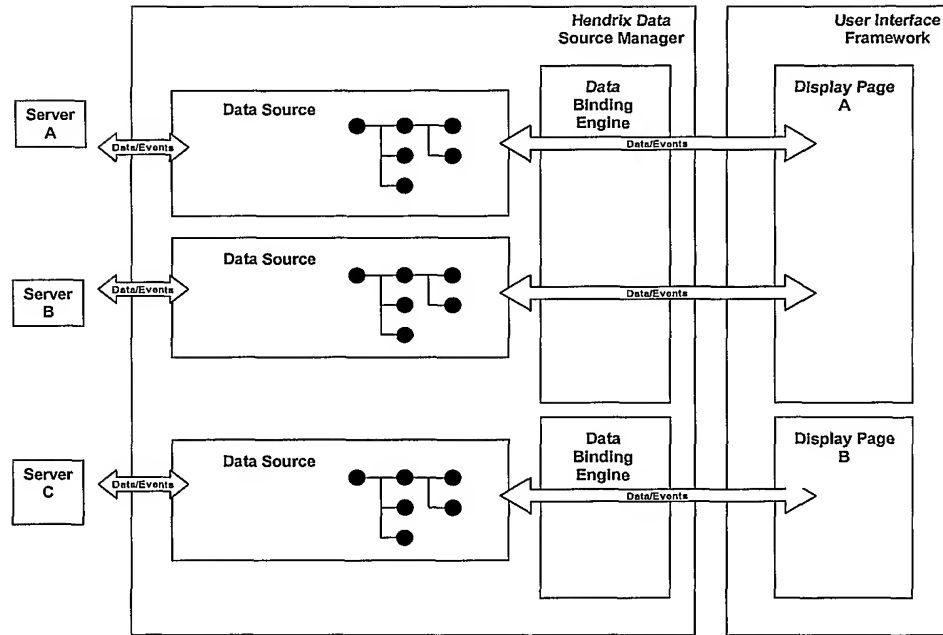 Hendrix Data
Source Manager
User Interface
Framework
Server
A
Data/Events
Data Source
Data
Binding
Engine
Data/Events
Display Page
A
Server
B
Data/Events
Data Source
Data/Events
Server
C
Data/Events
Data Source
Data
Binding
Engine
Data/Events
Display Page
B